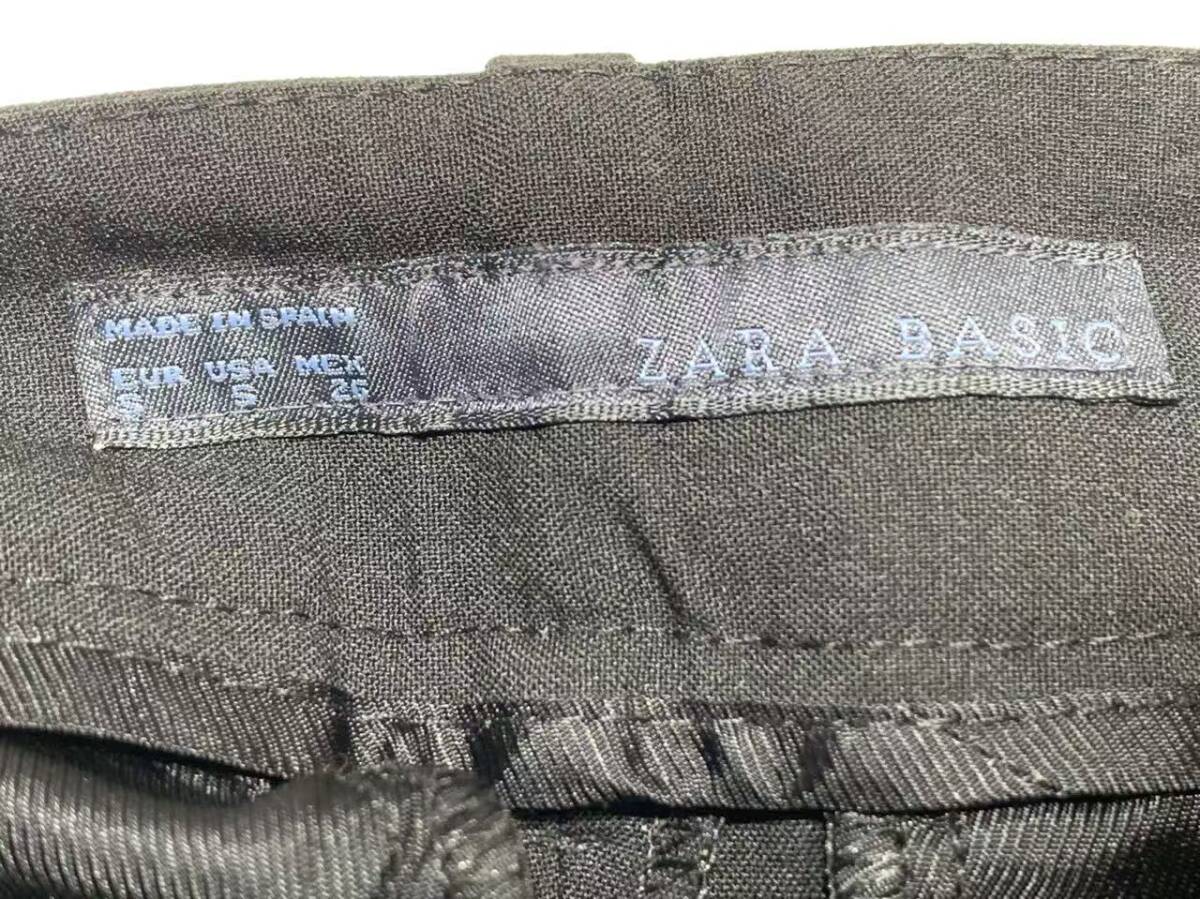 MADE IN SPAIN
EUR USA MEX
S S 26
ZARA BASIC